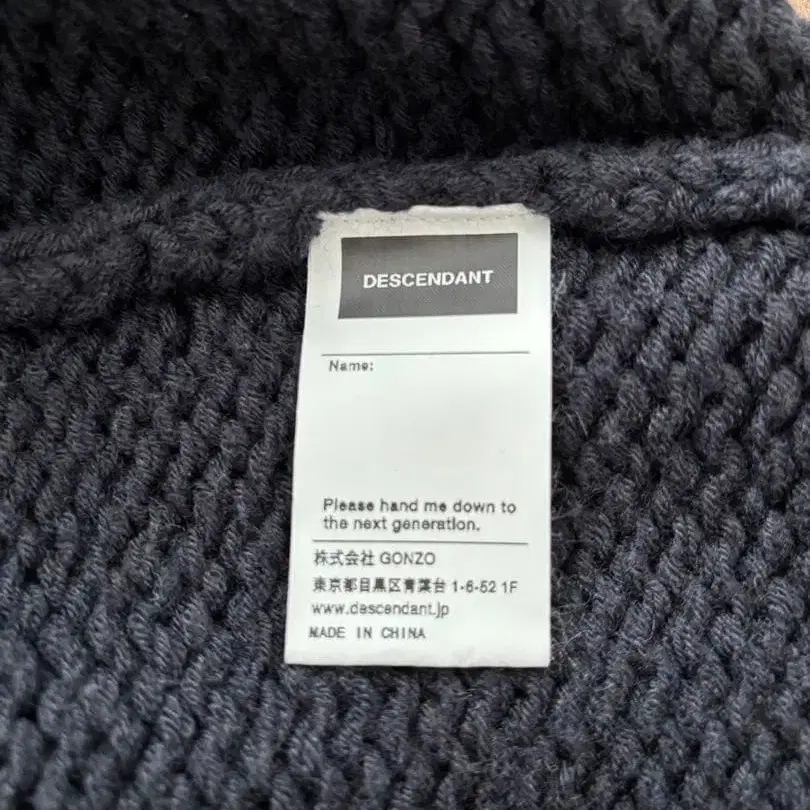 DESCENDANT
Name:
Please hand me down to
the next generation.
株式会社 GONZO
東京都目黒区青葉台 1-6-52 1F
www.descendant.jp
MADE IN CHINA